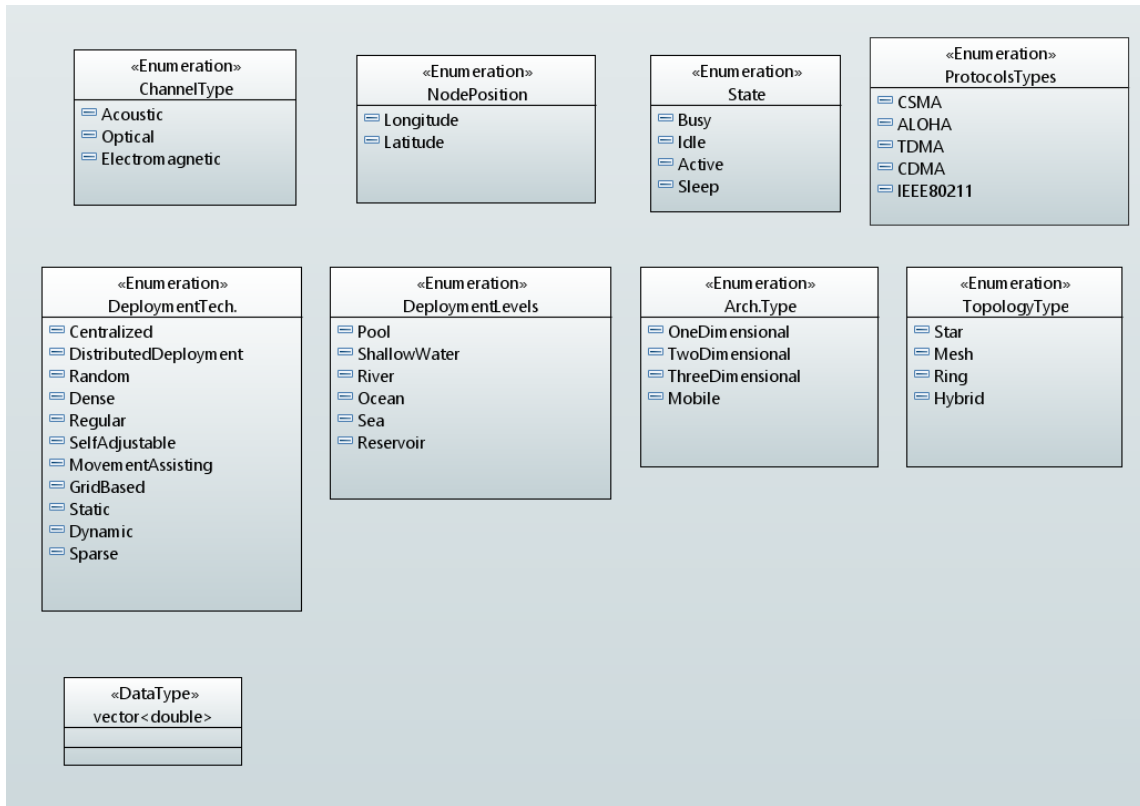 «Enumeration»
ChannelType
Acoustic
Optical
Electromagnetic
«Enumeration»
NodePosition
Longitude
Latitude
«Enumeration»
State
Busy
Idle
Active
Sleep
«Enumeration»
ProtocolsTypes
CSMA
ALOHA
TDMA
CDMA
IEEE80211
«Enumeration»
DeploymentTech.
Centralized
DistributedDeployment
Random
Dense
Regular
SelfAdjustable
MovementAssisting
GridBased
Static
Dynamic
Sparse
«Enumeration»
DeploymentLevels
Pool
ShallowWater
River
Ocean
Sea
Reservoir
«Enumeration»
Arch.Type
OneDimensional
TwoDimensional
ThreeDimensional
Mobile
«Enumeration»
TopologyType
Star
Mesh
Ring
Hybrid
«DataType»
vector<double>